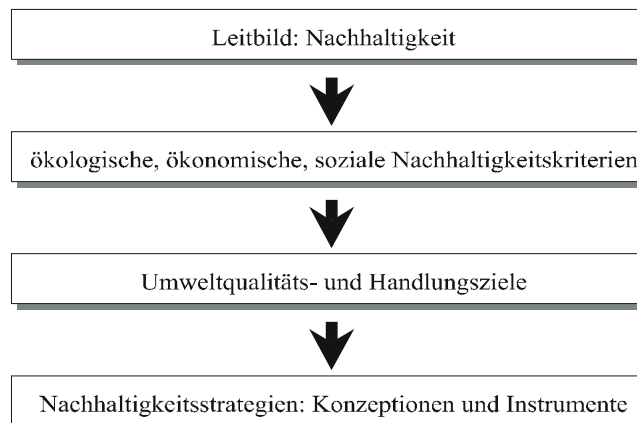 Leitbild: Nachhaltigkeit
ökologische, ökonomische, soziale Nachhaltigkeitskriterien
Umweltqualitäts- und Handlungsziele
Nachhaltigkeitsstrategien: Konzeptionen und Instrumente